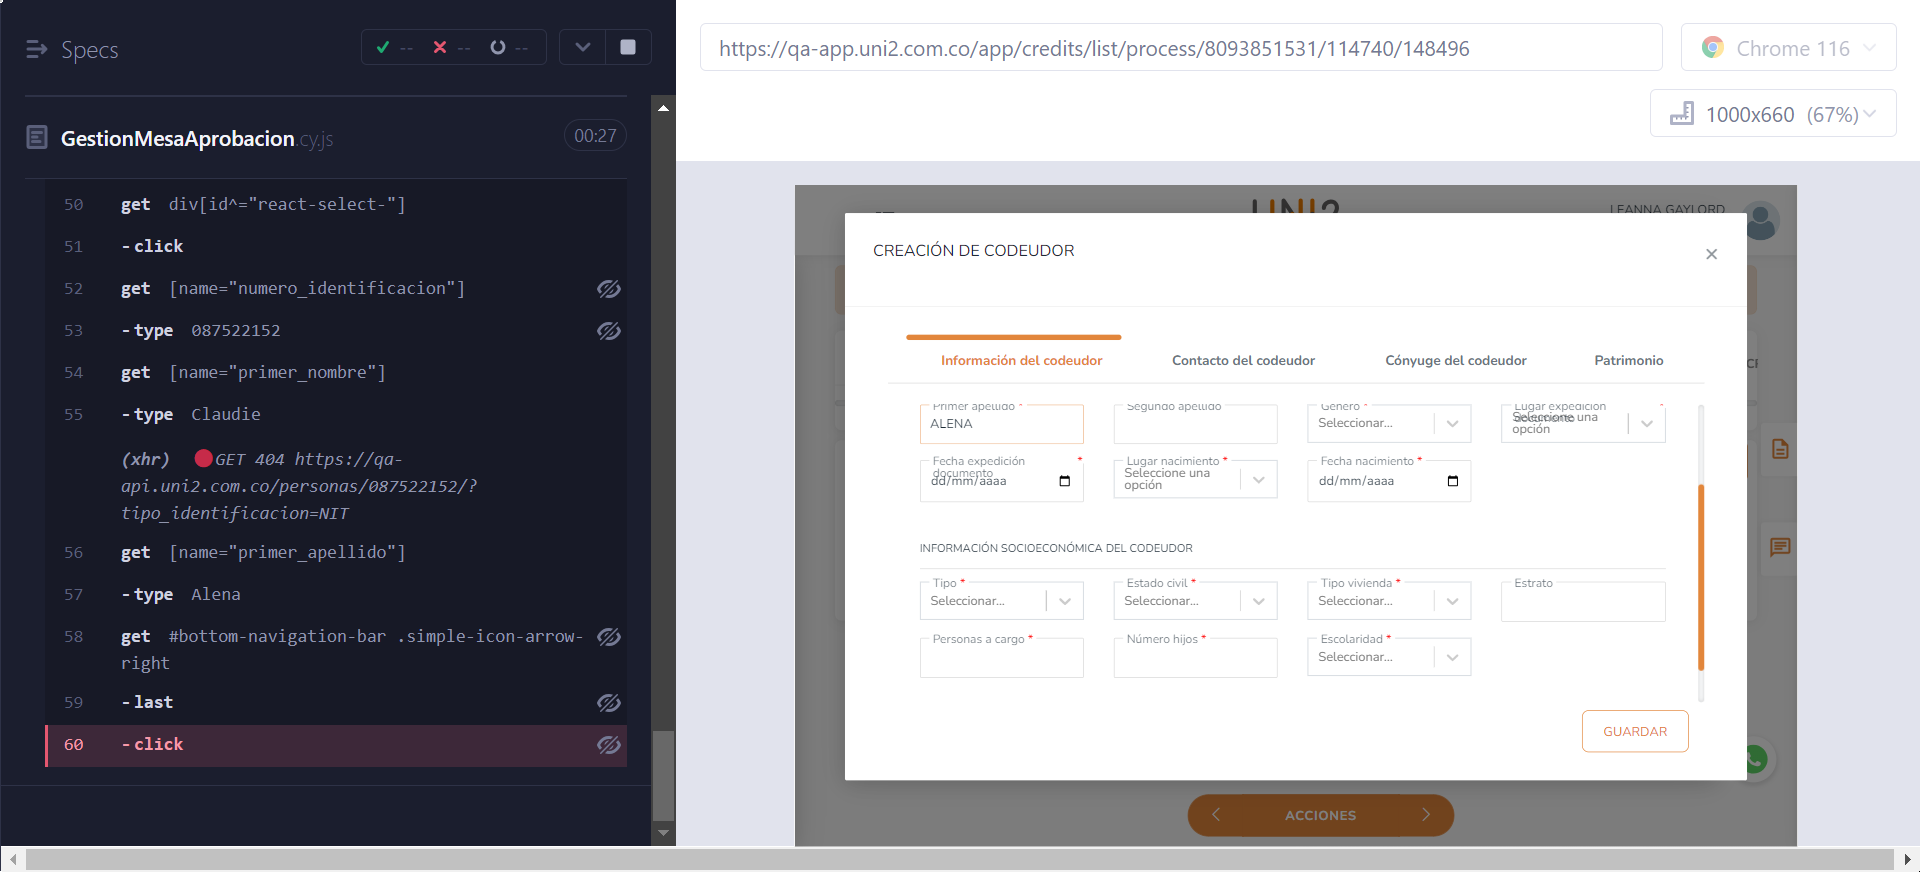 Specs
-- -- --
GestionMesaAprobacion.cy.js
00:27
50 get div[id^="react-select-"]
51 -click
52 get [name="numero_identificacion"]
53 -type 087522152
54 get [name="primer_nombre"]
55 -type Claudie
(xhr) GET 404 https://qa-
api.uni2.com.co/personas/087522152/?
tipo_identificacion=NIT
56 get [name="primer_apellido"]
57 -type Alena
58 get #bottom-navigation-bar .simple-icon-arrow-
right
59 -last
60 -click
https://qa-app.uni2.com.co/app/credits/list/process/8093851531/114740/148496
Chrome 116
1000x660 (67%)
UNI2
LEANNA GAYLORD
CREACIÓN DE CODEUDOR
×
Información del codeudor
Contacto del codeudor
Cónyuge del codeudor
Patrimonio
Primer apellido *
ALENA
Segundo apellido
Género *
Seleccionar...
Lugar expedición
documento *
Seleccione una
opción
Fecha expedición
documento *
dd/mm/aaaa
Lugar nacimiento *
Seleccione una
opción
Fecha nacimiento *
dd/mm/aaaa
INFORMACIÓN SOCIOECONÓMICA DEL CODEUDOR
Tipo *
Seleccionar...
Estado civil *
Seleccionar...
Tipo vivienda *
Seleccionar...
Estrato
Personas a cargo *
Número hijos *
Escolaridad *
Seleccionar...
GUARDAR
ACCIONES